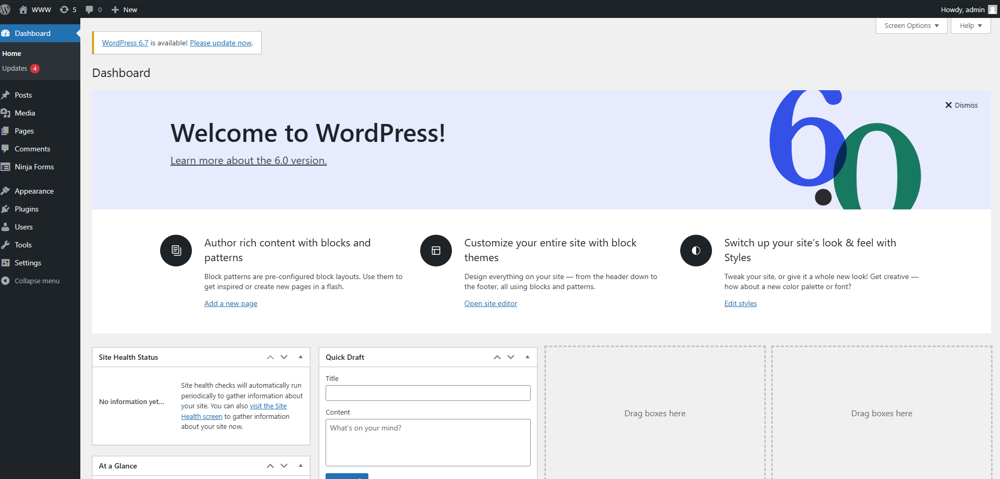 WWW 5 0 New Howdy, admin
Screen Options Help
Dashboard
Home
Updates 4
Posts
Media
Pages
Comments
Ninja Forms
Appearance
Plugins
Users
Tools
Settings
Collapse menu
WordPress 6.7 is available! Please update now.
Dashboard
Dismiss
Welcome to WordPress!
Learn more about the 6.0 version.
6.0
Author rich content with blocks and
patterns
Block patterns are pre-configured block layouts. Use them to
get inspired or create new pages in a flash.
Add a new page
Customize your entire site with block
themes
Design everything on your site — from the header down to
the footer, all using blocks and patterns.
Open site editor
Switch up your site’s look & feel with
Styles
Tweak your site, or give it a whole new look! Get creative —
how about a new color palette or font?
Edit styles
Site Health Status
No information yet...
Site health checks will automatically run
periodically to gather information about
your site. You can also visit the Site
Health screen to gather information
about your site now.
At a Glance
Quick Draft
Title
Content
What’s on your mind?
Drag boxes here
Drag boxes here